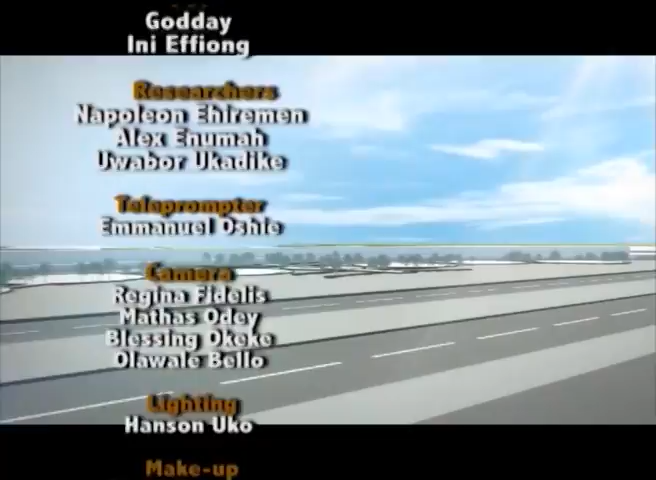 Godday
Ini Effiong
Researchers
Napoleon Ehiremen
Alex Enumah
Uwabor Ukadike
Teleprompter
Emmanuel Oshie
Camera
Regina Fidelis
Mathas Odey
Blessing Okeke
Olawale Bello
Lighting
Hanson Uko
Make-up